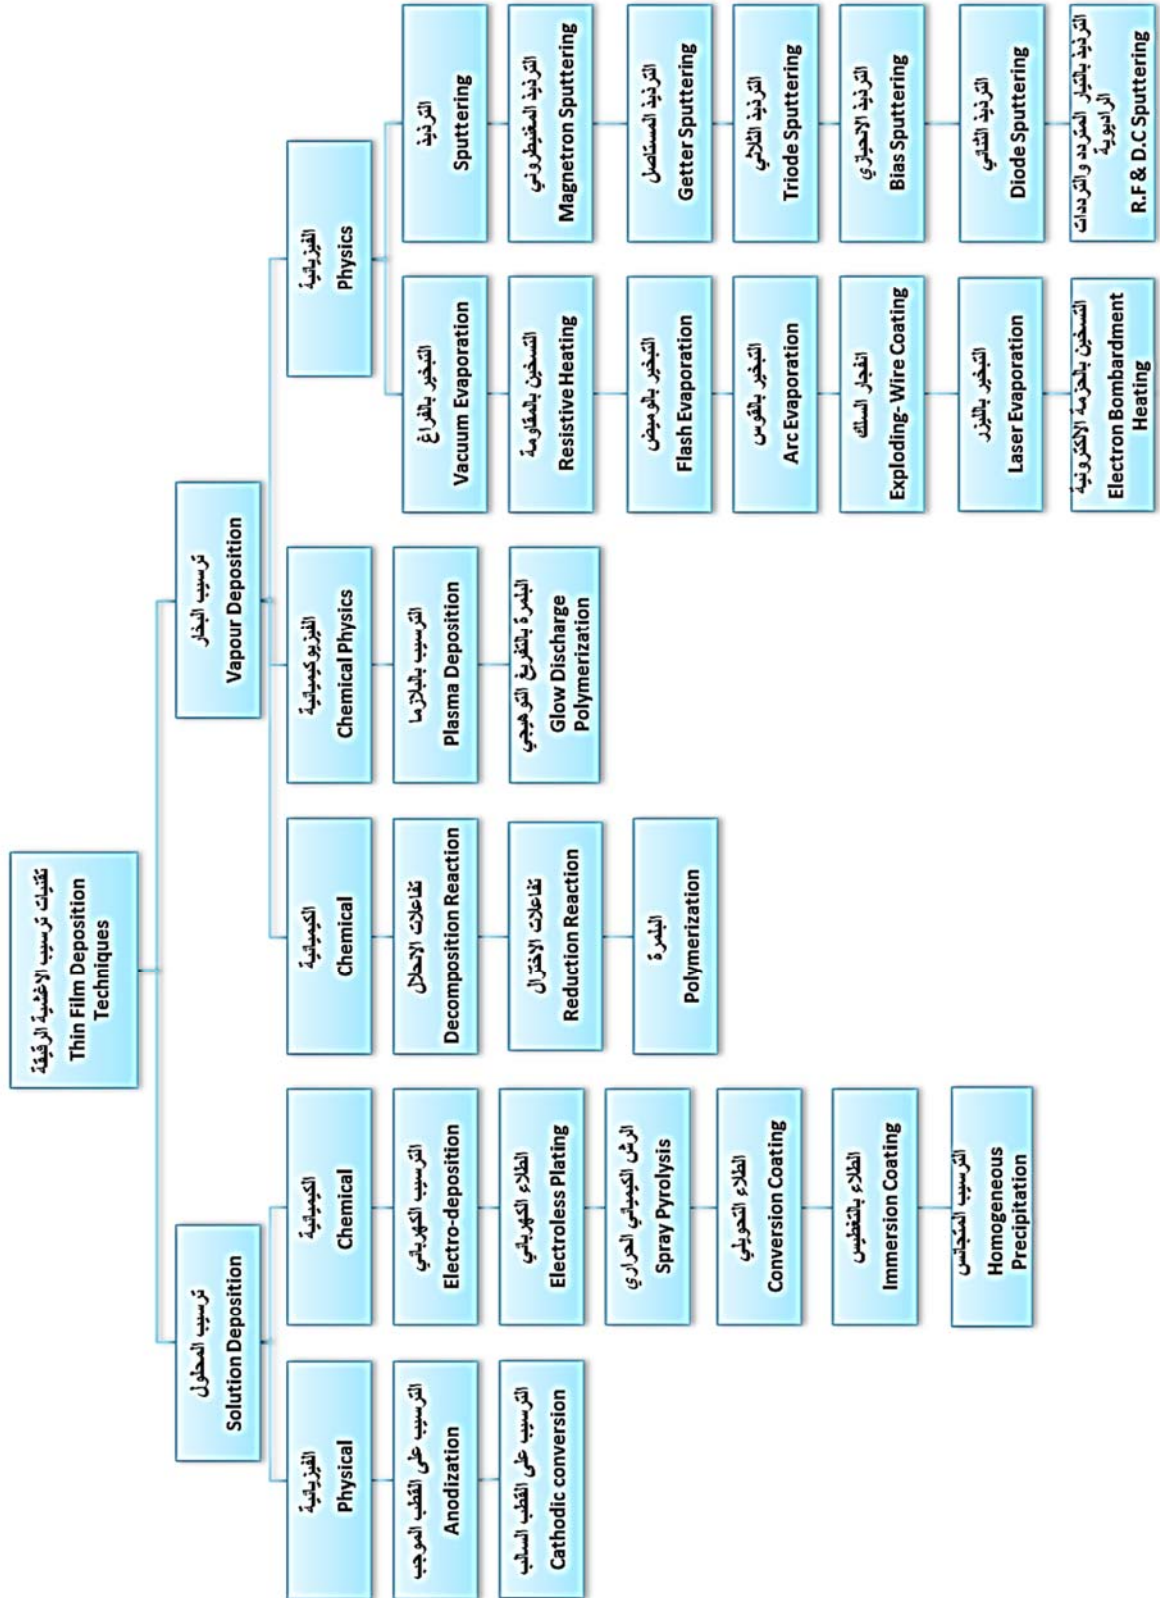 تقنيات ترسيب الاغشية الرقيقة
Thin Film Deposition
Techniques
ترسيب المحلول
Solution Deposition
الفيزيائية
Physical
الترسيب على القطب الموجب
Anodization
الترسيب على القطب السالب
Cathodic conversion
الكيميائية
Chemical
الترسيب الكهربائي
Electro-deposition
الطلاء الكهربائي
Electroless Plating
الرش الكيميائي الحراري
Spray Pyrolysis
الطلاء التحويلي
Conversion Coating
الطلاء بالتغطيس
Immersion Coating
الترسيب المتجانس
Homogeneous
Precipitation
ترسيب البخار
Vapour Deposition
الكيميائية
Chemical
تفاعلات الانحلال
Decomposition Reaction
تفاعلات الاختزال
Reduction Reaction
البلمرة
Polymerization
الفيزيوكيميائية
Chemical Physics
الترسيب بالبلازما
Plasma Deposition
البلمرة بالتفريغ التوهيجي
Glow Discharge
Polymerization
الفيزيائية
Physics
التبخير بالفراغ
Vacuum Evaporation
التسخين بالمقاومة
Resistive Heating
التبخير بالوميض
Flash Evaporation
التبخير بالقوس
Arc Evaporation
انفجار السلك
Exploding- Wire Coating
التبخير بالليزر
Laser Evaporation
التسخين بالحزمة الالكترونية
Electron Bombardment
Heating
الترذيذ
Sputtering
الترذيذ المغنيطروني
Magnetron Sputtering
الترذيذ المستاصل
Getter Sputtering
الترذيذ الثلاثي
Triode Sputtering
الترذيذ الانحيازي
Bias Sputtering
الترذيذ الثنائي
Diode Sputtering
الترذيذ بالتيار المتردد والترددات
الراديوية
R.F & D.C Sputtering